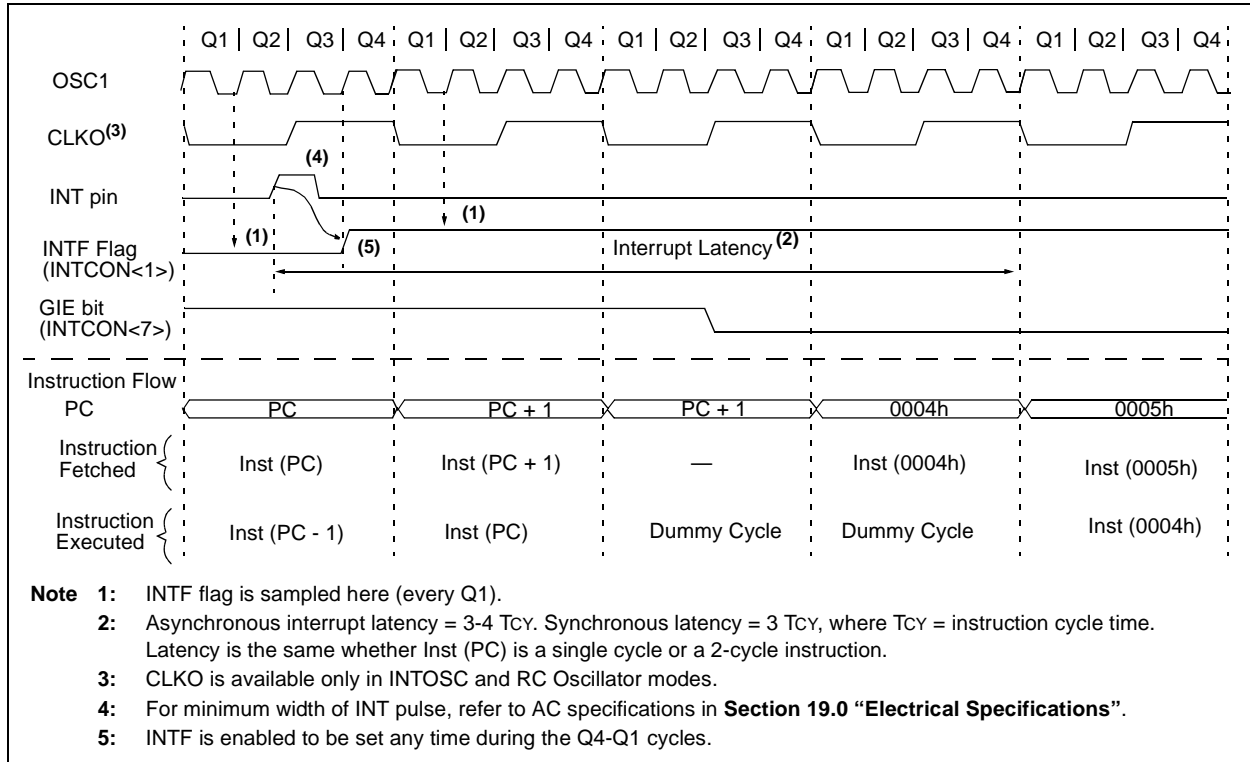 Q1 | Q2 | Q3 | Q4 Q1 | Q2 | Q3 | Q4 Q1 | Q2 | Q3 | Q4 Q1 | Q2 | Q3 | Q4 Q1 | Q2 | Q3 | Q4
OSC1
CLKO(3)
(4)
INT pin
(1)
(1)
(5)
INTF Flag
(INTCON<1>)
Interrupt Latency(2)
GIE bit
(INTCON<7>)
Instruction Flow
PC PC PC + 1 PC + 1 0004h 0005h
Instruction
Fetched
Inst (PC) Inst (PC + 1) — Inst (0004h) Inst (0005h)
Instruction
Executed
Inst (PC - 1) Inst (PC) Dummy Cycle Dummy Cycle Inst (0004h)
Note 1: INTF flag is sampled here (every Q1).
2: Asynchronous interrupt latency = 3-4 TCY. Synchronous latency = 3 TCY, where TCY = instruction cycle time.
Latency is the same whether Inst (PC) is a single cycle or a 2-cycle instruction.
3: CLKO is available only in INTOSC and RC Oscillator modes.
4: For minimum width of INT pulse, refer to AC specifications in Section 19.0 “Electrical Specifications”.
5: INTF is enabled to be set any time during the Q4-Q1 cycles.